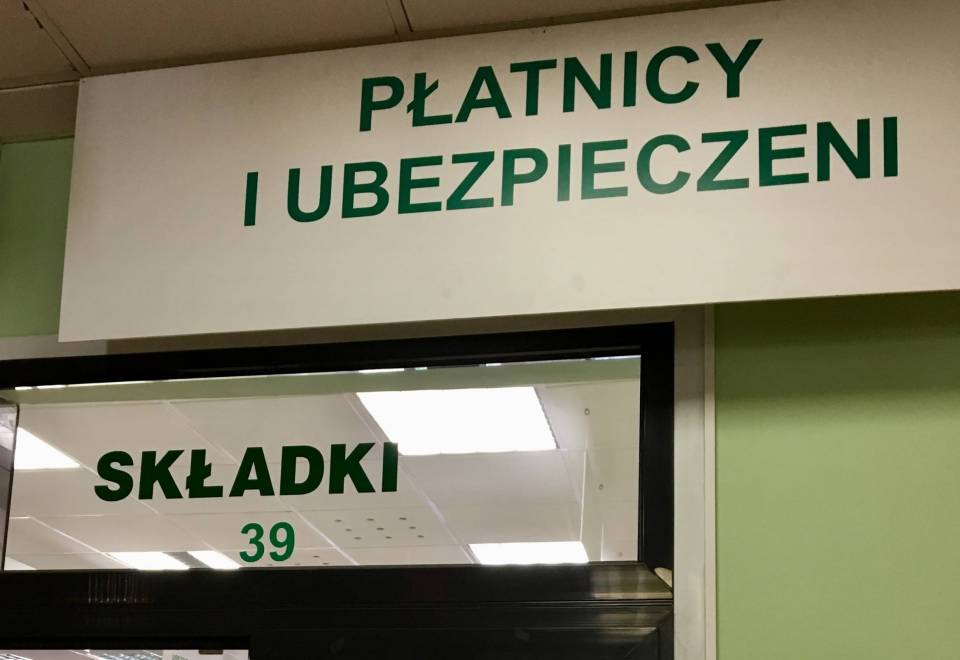 PŁATNICY
I UBEZPIECZENI
SKŁADKI
39